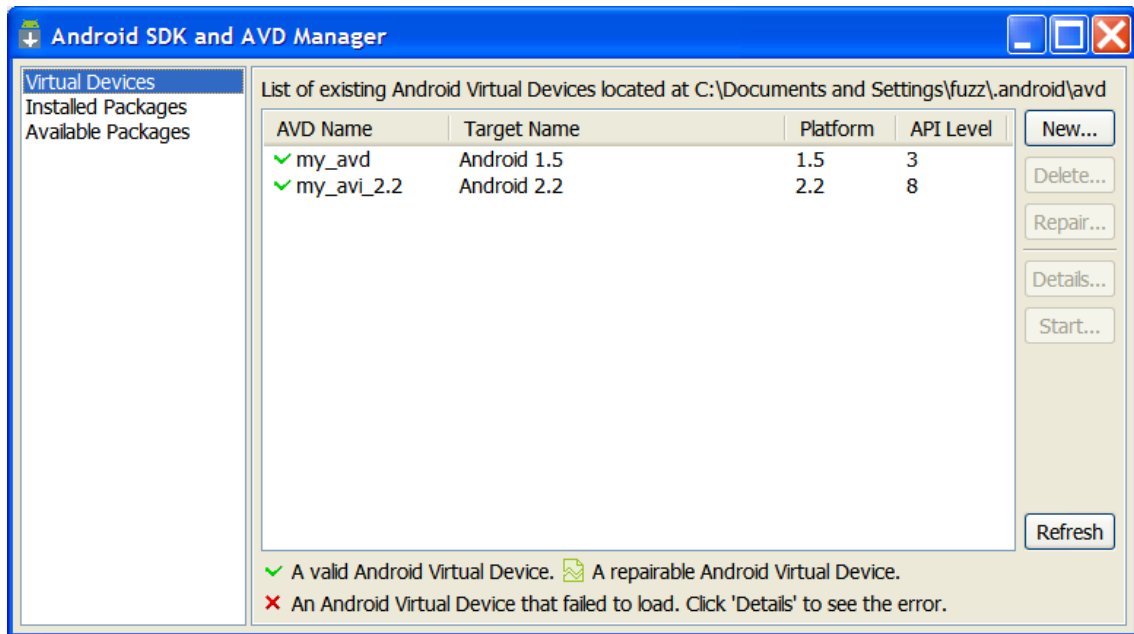 Android SDK and AVD Manager
Virtual Devices
Installed Packages
Available Packages
List of existing Android Virtual Devices located at C:\Documents and Settings\fuzz\.android\avd
AVD Name Target Name Platform API Level
my_avd Android 1.5 1.5 3
my_avi_2.2 Android 2.2 2.2 8
New...
Delete...
Repair...
Details...
Start...
Refresh
A valid Android Virtual Device. A repairable Android Virtual Device.
An Android Virtual Device that failed to load. Click 'Details' to see the error.